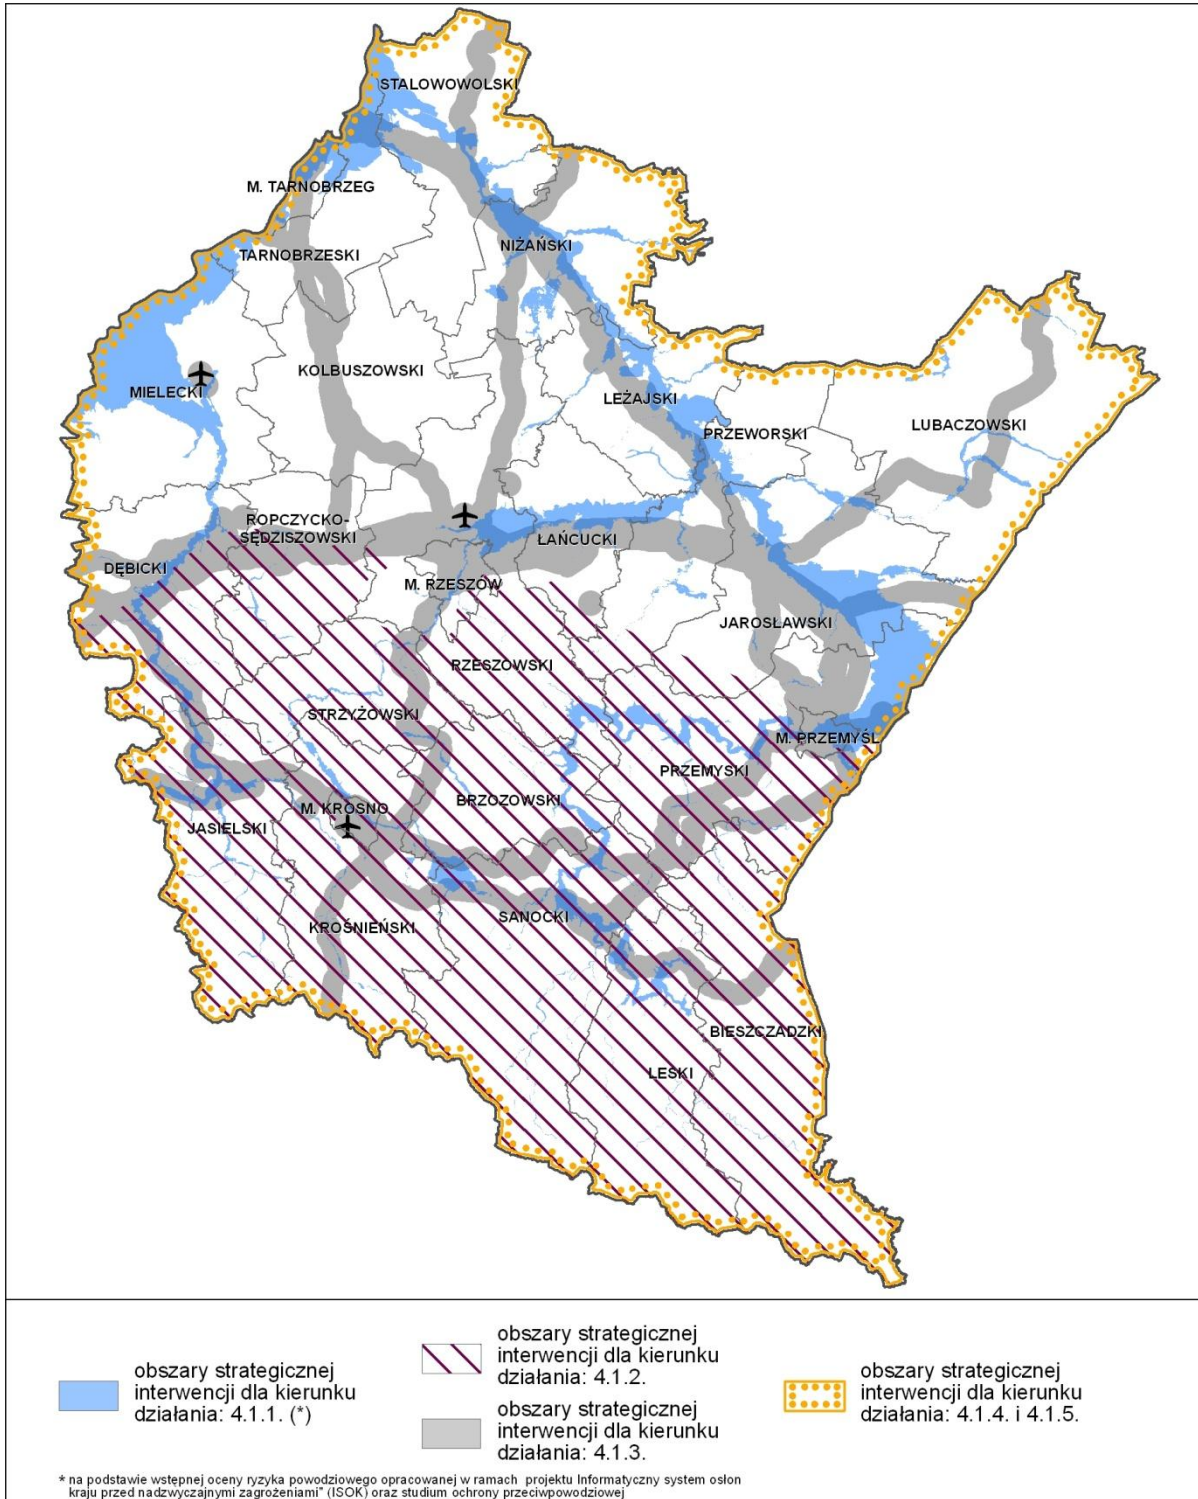 STALOWOWOLSKI
M. TARNOBRZEG
NIŻAŃSKI
TARNOBRZESKI
KOLBUSZOWSKI
MIELECKI
LEŻAJSKI
PRZEWORSKI
LUBACZOWSKI
ROPCZYCKO-
SĘDZISZOWSKI
ŁAŃCUCKI
DĘBICKI
M. RZESZÓW
JAROSŁAWSKI
RZESZOWSKI
STRZYŻOWSKI
M. PRZEMYŚL
PRZEMYSKI
BRZOZOWSKI
M. KROSNO
JASIELSKI
SANOCKI
KROŚNIEŃSKI
BIESZCZADZKI
LESKI
obszary strategicznej
interwencji dla kierunku
działania: 4.1.1. (*)
obszary strategicznej
interwencji dla kierunku
działania: 4.1.2.
obszary strategicznej
interwencji dla kierunku
działania: 4.1.3.
obszary strategicznej
interwencji dla kierunku
działania: 4.1.4. i 4.1.5.
* na podstawie wstępnej oceny ryzyka powodziowego opracowanej w ramach projektu Informatyczny system osłon
kraju przed nadzwyczajnymi zagrożeniami" (ISOK) oraz studium ochrony przeciwpowodziowej